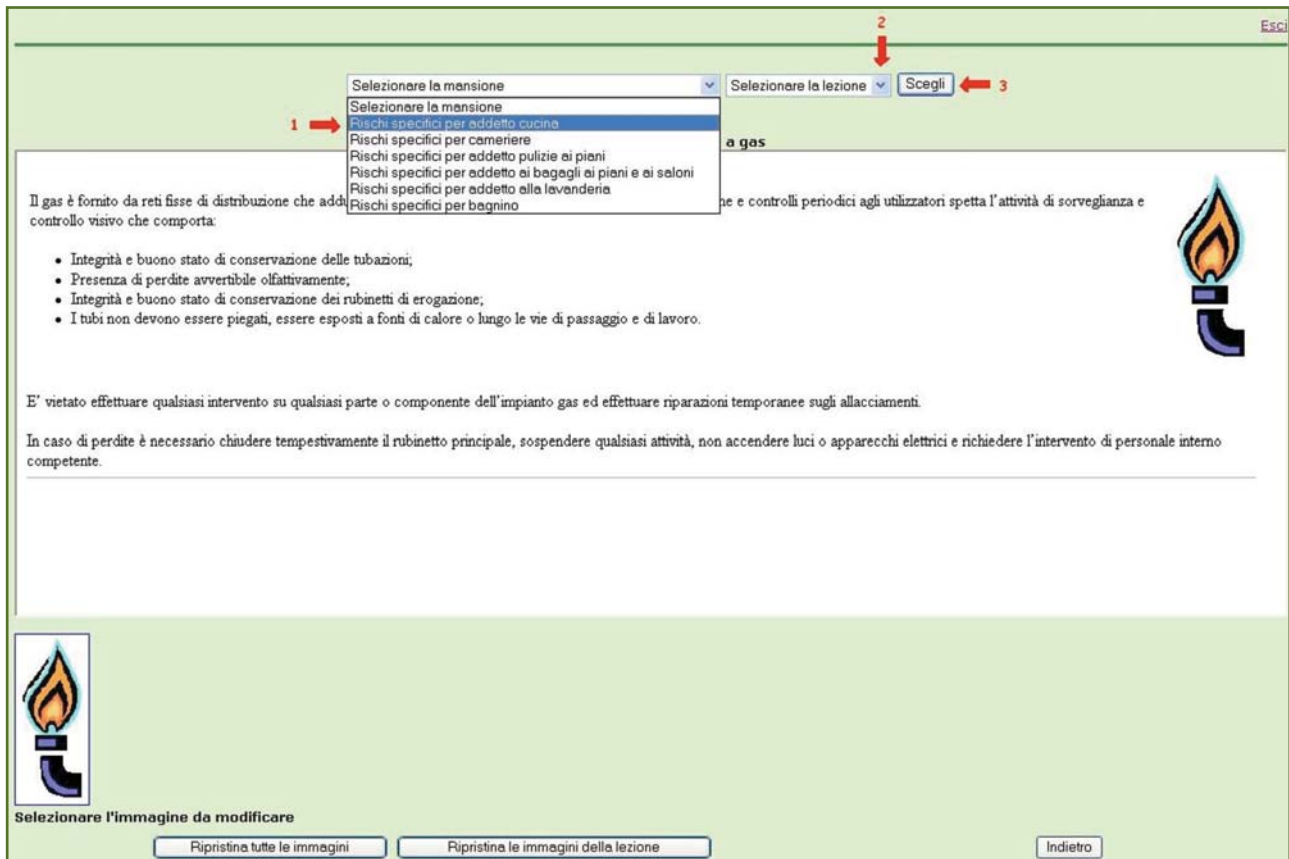 2
Esci
Selezionare la mansione Selezionare la lezione Scegli 3
Selezionare la mansione
1 Rischi specifici per addetto cucina
Rischi specifici per cameriere a gas
Rischi specifici per addetto pulizie ai piani
Rischi specifici per addetto ai bagagli ai piani e ai saloni
Rischi specifici per addetto alla lavanderia
Rischi specifici per bagnino
Il gas è fornito da reti fisse di distribuzione che e controlli periodici agli utilizzatori spetta l'attività di sorveglianza e
controllo visivo che comporta:
• Integrità e buono stato di conservazione delle tubazioni;
• Presenza di perdite avvertibile olfattivamente;
• Integrità e buono stato di conservazione dei rubinetti di erogazione;
• I tubi non devono essere piegati, essere esposti a fonti di calore o lungo le vie di passaggio e di lavoro.
E' vietato effettuare qualsiasi intervento su qualsiasi parte o componente dell'impianto gas ed effettuare riparazioni temporanee sugli allacciamenti.
In caso di perdite è necessario chiudere tempestivamente il rubinetto principale, sospendere qualsiasi attività, non accendere luci o apparecchi elettrici e richiedere l'intervento di personale interno
competente.
Selezionare l'immagine da modificare
Ripristina tutte le immagini Ripristina le immagini della lezione Indietro